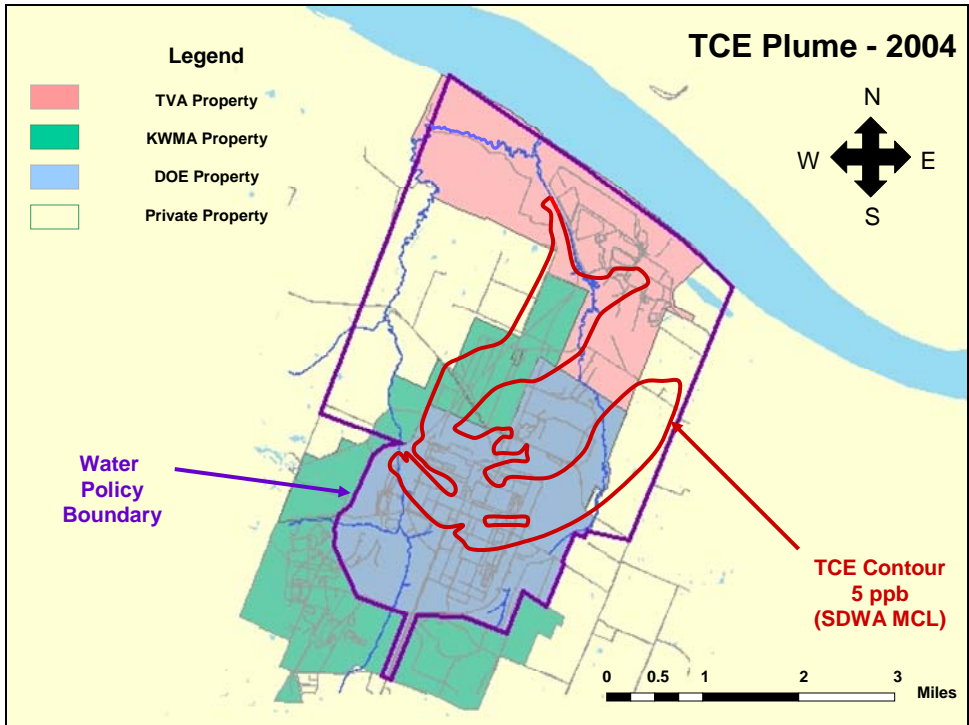 TCE Plume - 2004
Legend
TVA Property
KWMA Property
DOE Property
Private Property
N
W E
S
Water
Policy
Boundary
TCE Contour
5 ppb
(SDWA MCL)
0 0.5 1 2 3
Miles